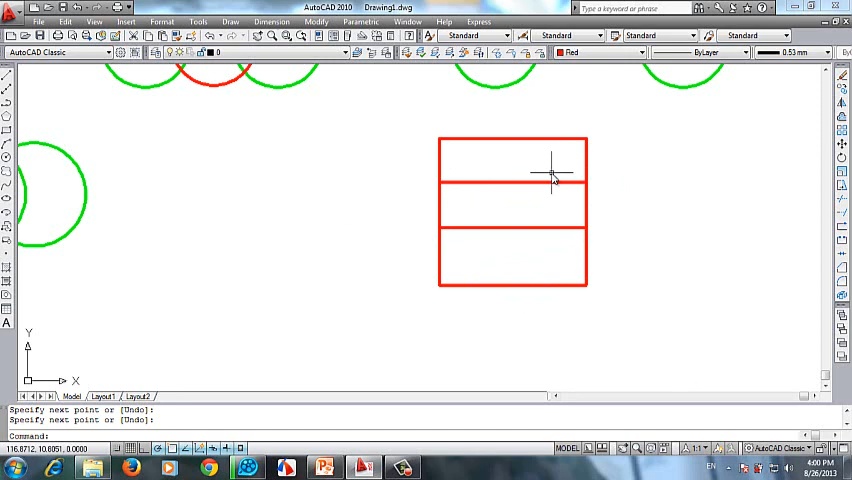 AutoCAD 2010 Drawing1.dwg Type a keyword or phrase
File Edit View Insert Format Tools Draw Dimension Modify Parametric Window Help Express
Standard Standard Standard Standard
AutoCAD Classic 0 Red ByLayer 0.53 mm
Y
X
A
Model Layout1 Layout2
Specify next point or [Undo]:
Specify next point or [Undo]:
Command:
116.8712, 10.6051, 0.0000 MODEL 1:1 AutoCAD Classic
EN 4:00 PM
8/26/2013